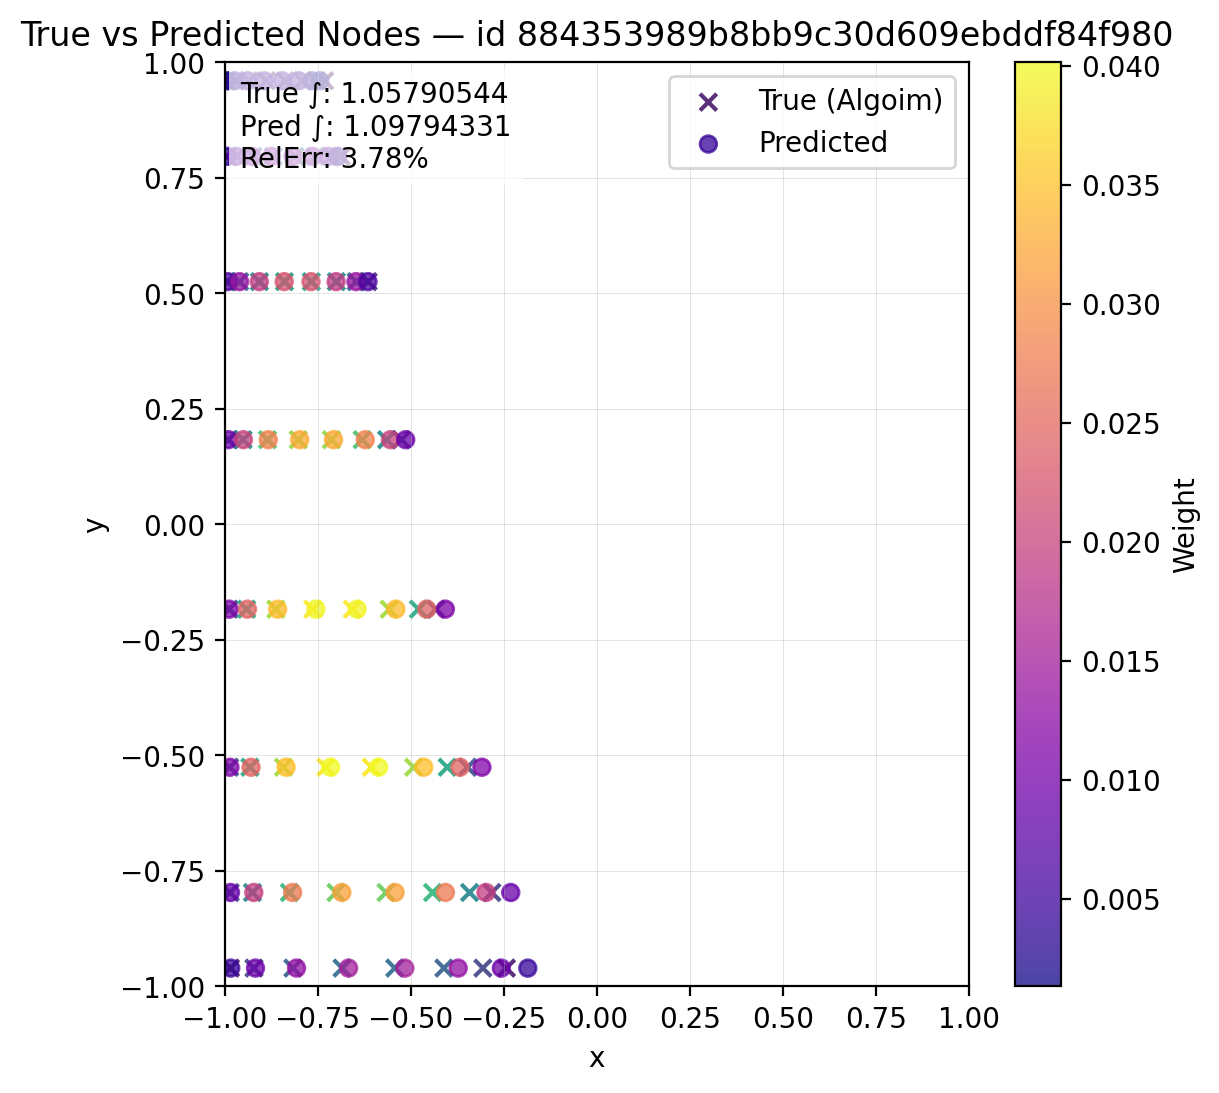 True vs Predicted Nodes — id 884353989b8bb9c30d609ebddf84f980
True ∫: 1.05790544
Pred ∫: 1.09794331
RelErr: 3.78%
True (Algoim)
Predicted
1.00
0.75
0.50
0.25
0.00
−0.25
−0.50
−0.75
−1.00
y
−1.00 −0.75 −0.50 −0.25 0.00 0.25 0.50 0.75 1.00
x
0.040
0.035
0.030
0.025
0.020
0.015
0.010
0.005
Weight